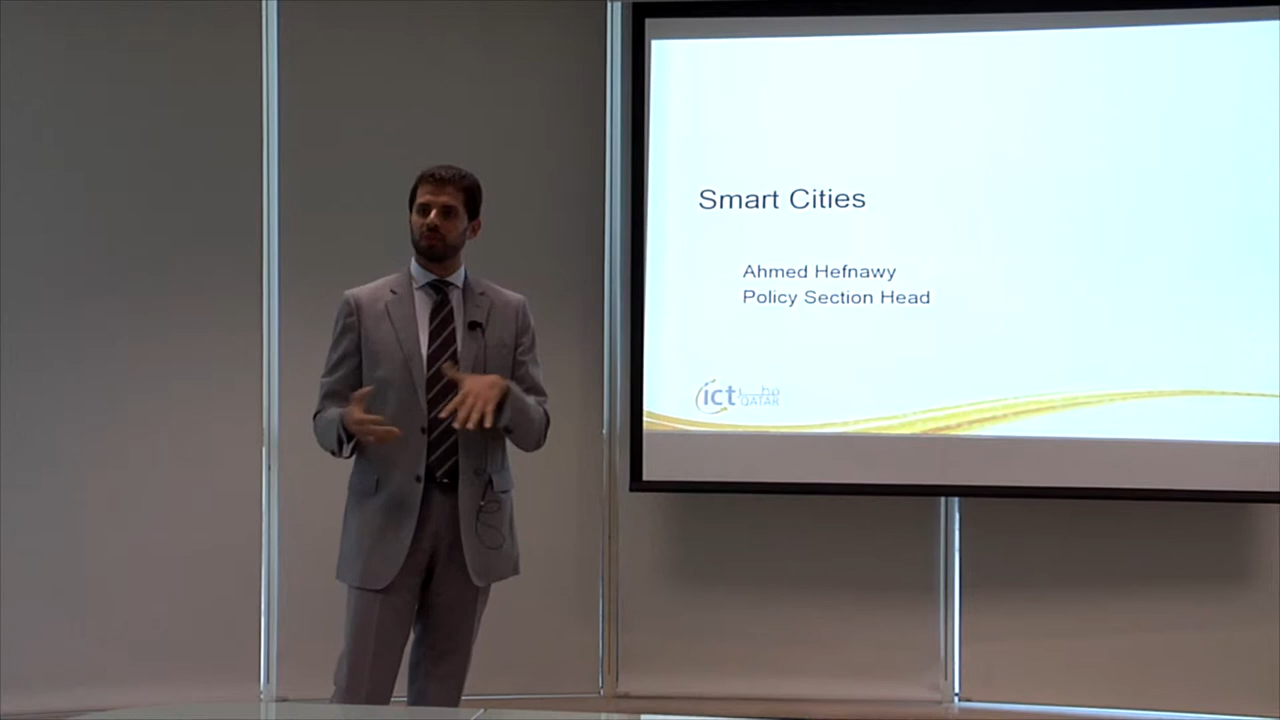 Smart Cities
Ahmed Hefnawy
Policy Section Head
ict
QATAR